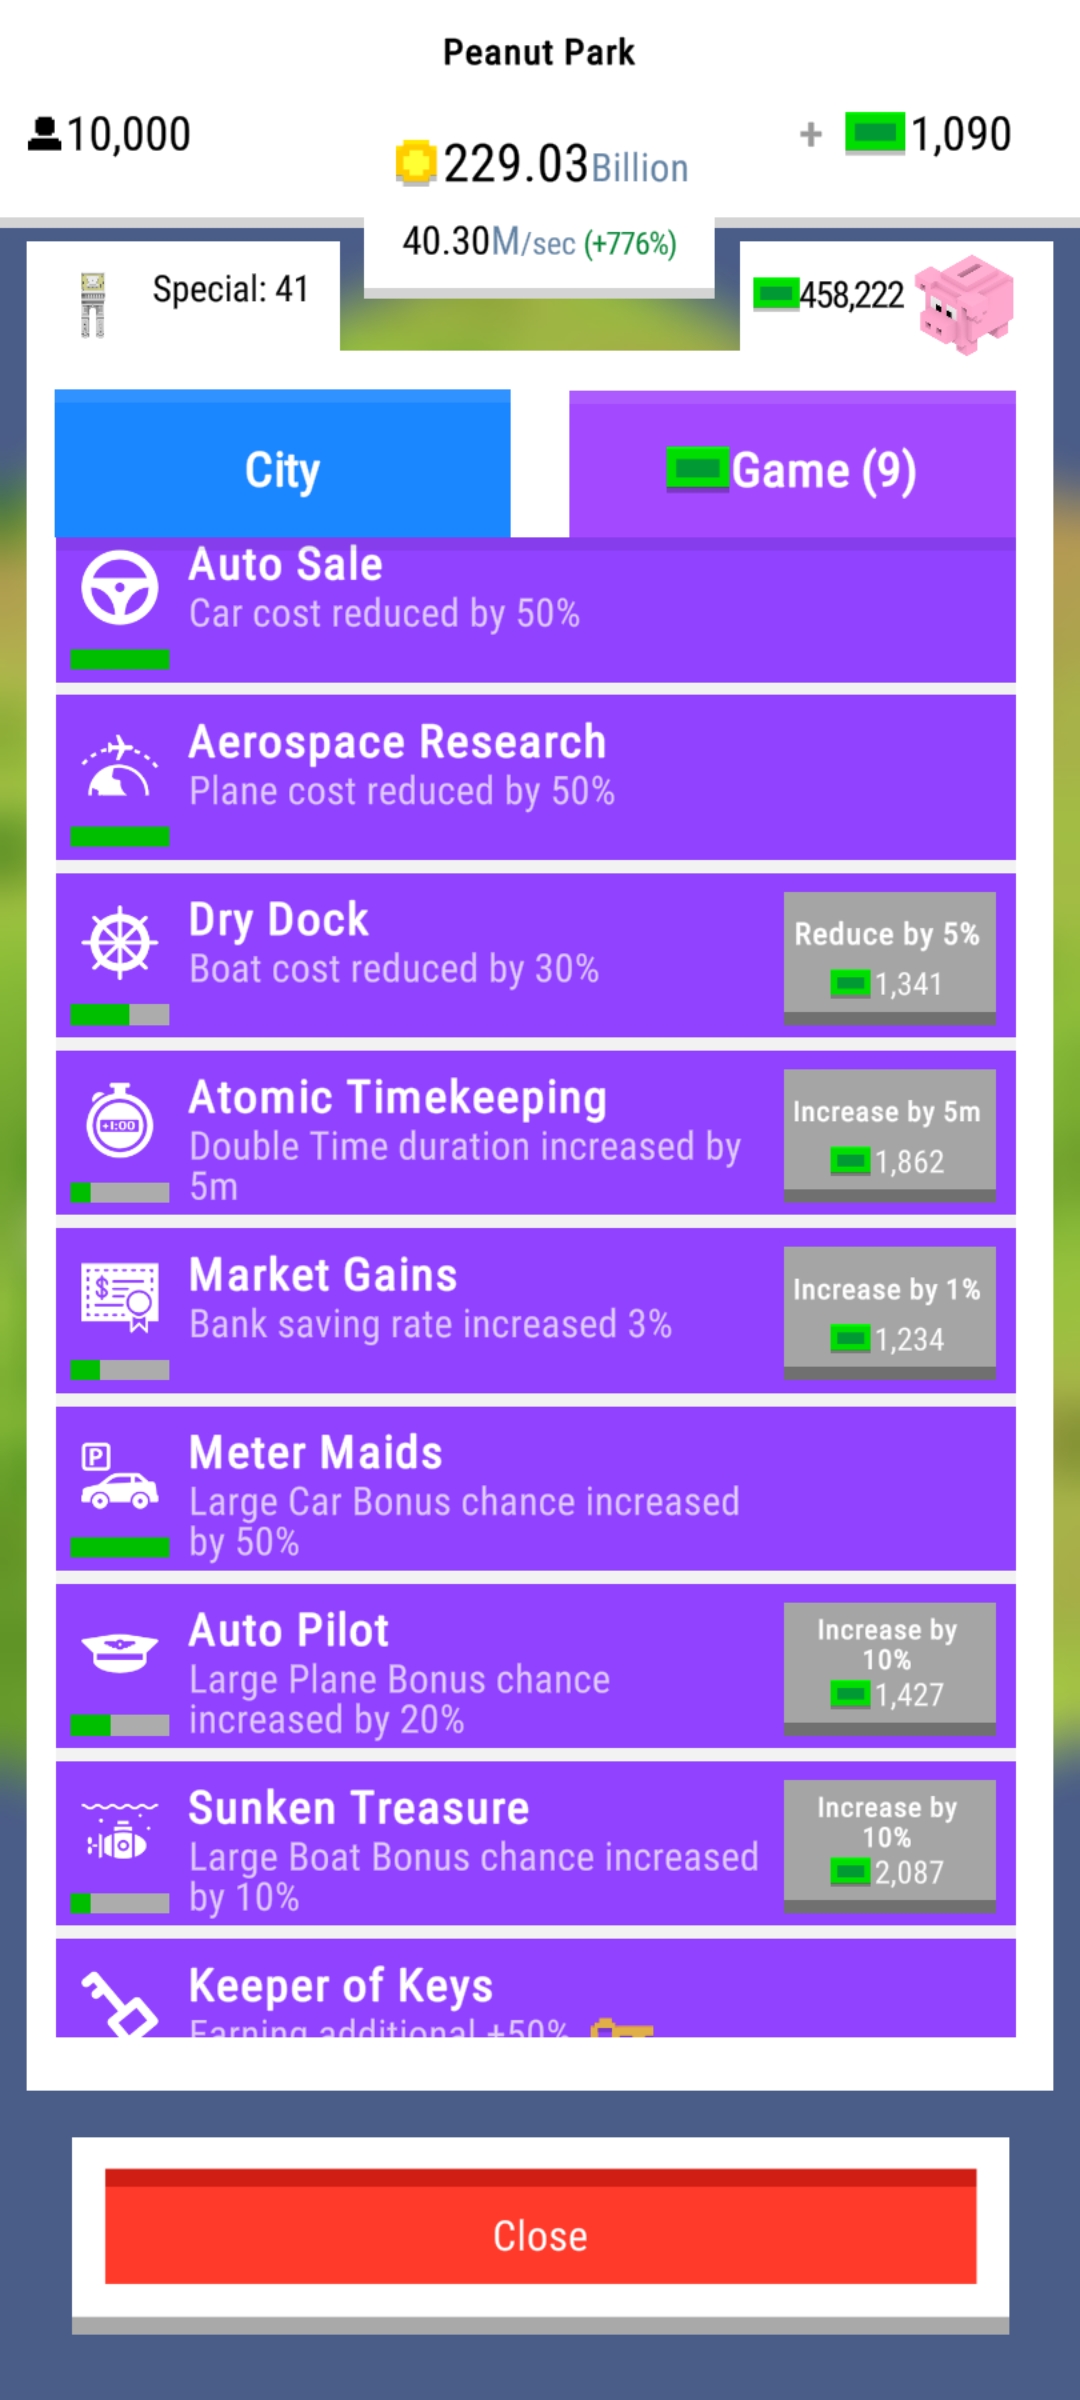 Peanut Park
10,000
229.03Billion
+ 1,090
40.30M/sec (+776%)
Special: 41
458,222
City
Game (9)
Auto Sale
Car cost reduced by 50%
Aerospace Research
Plane cost reduced by 50%
Dry Dock
Boat cost reduced by 30%
Reduce by 5%
1,341
+1:00
Atomic Timekeeping
Double Time duration increased by
5m
Increase by 5m
1,862
$
Market Gains
Bank saving rate increased 3%
Increase by 1%
1,234
P
Meter Maids
Large Car Bonus chance increased
by 50%
Auto Pilot
Large Plane Bonus chance
increased by 20%
Increase by
10%
1,427
Sunken Treasure
Large Boat Bonus chance increased
by 10%
Increase by
10%
2,087
Keeper of Keys
Earning additional +50%
Close